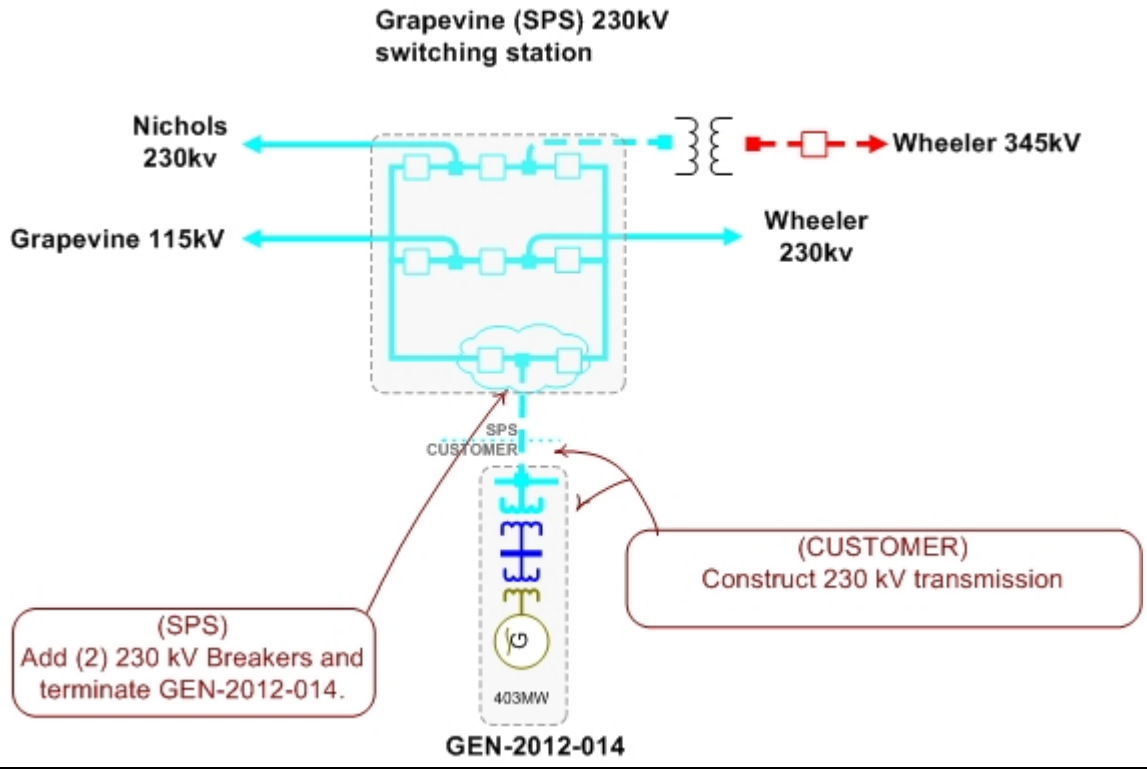 Grapevine (SPS) 230kV
switching station
Nichols
230kv
Wheeler 345kV
Grapevine 115kV
Wheeler
230kv
SPS
CUSTOMER
(CUSTOMER)
Construct 230 kV transmission
(SPS)
Add (2) 230 kV Breakers and
terminate GEN-2012-014.
G
403MW
GEN-2012-014